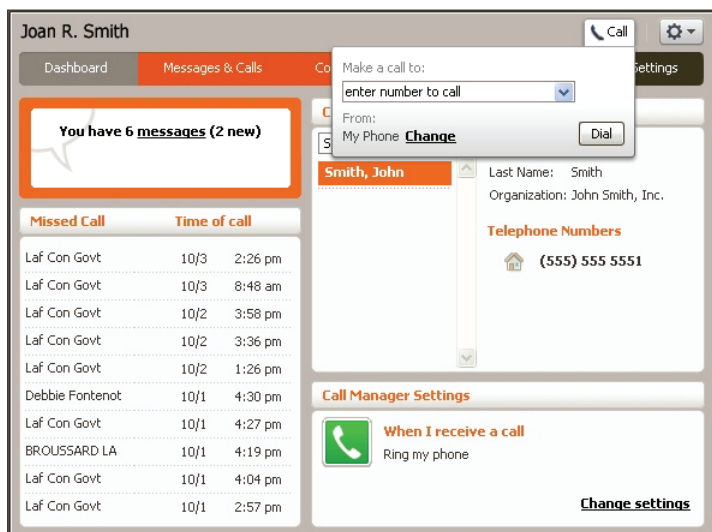 Joan R. Smith
Call
Dashboard
Messages & Calls
Co
Settings
Make a call to:
enter number to call
From:
My Phone Change
Dial
You have 6 messages (2 new)
C
S
Smith, John
Last Name: Smith
Organization: John Smith, Inc.
Telephone Numbers
(555) 555 5551
Missed Call Time of call
Laf Con Govt 10/3 2:26 pm
Laf Con Govt 10/3 8:48 am
Laf Con Govt 10/2 3:58 pm
Laf Con Govt 10/2 3:36 pm
Laf Con Govt 10/2 1:26 pm
Debbie Fontenot 10/1 4:30 pm
Laf Con Govt 10/1 4:27 pm
BROUSSARD LA 10/1 4:19 pm
Laf Con Govt 10/1 4:04 pm
Laf Con Govt 10/1 2:57 pm
Call Manager Settings
When I receive a call
Ring my phone
Change settings